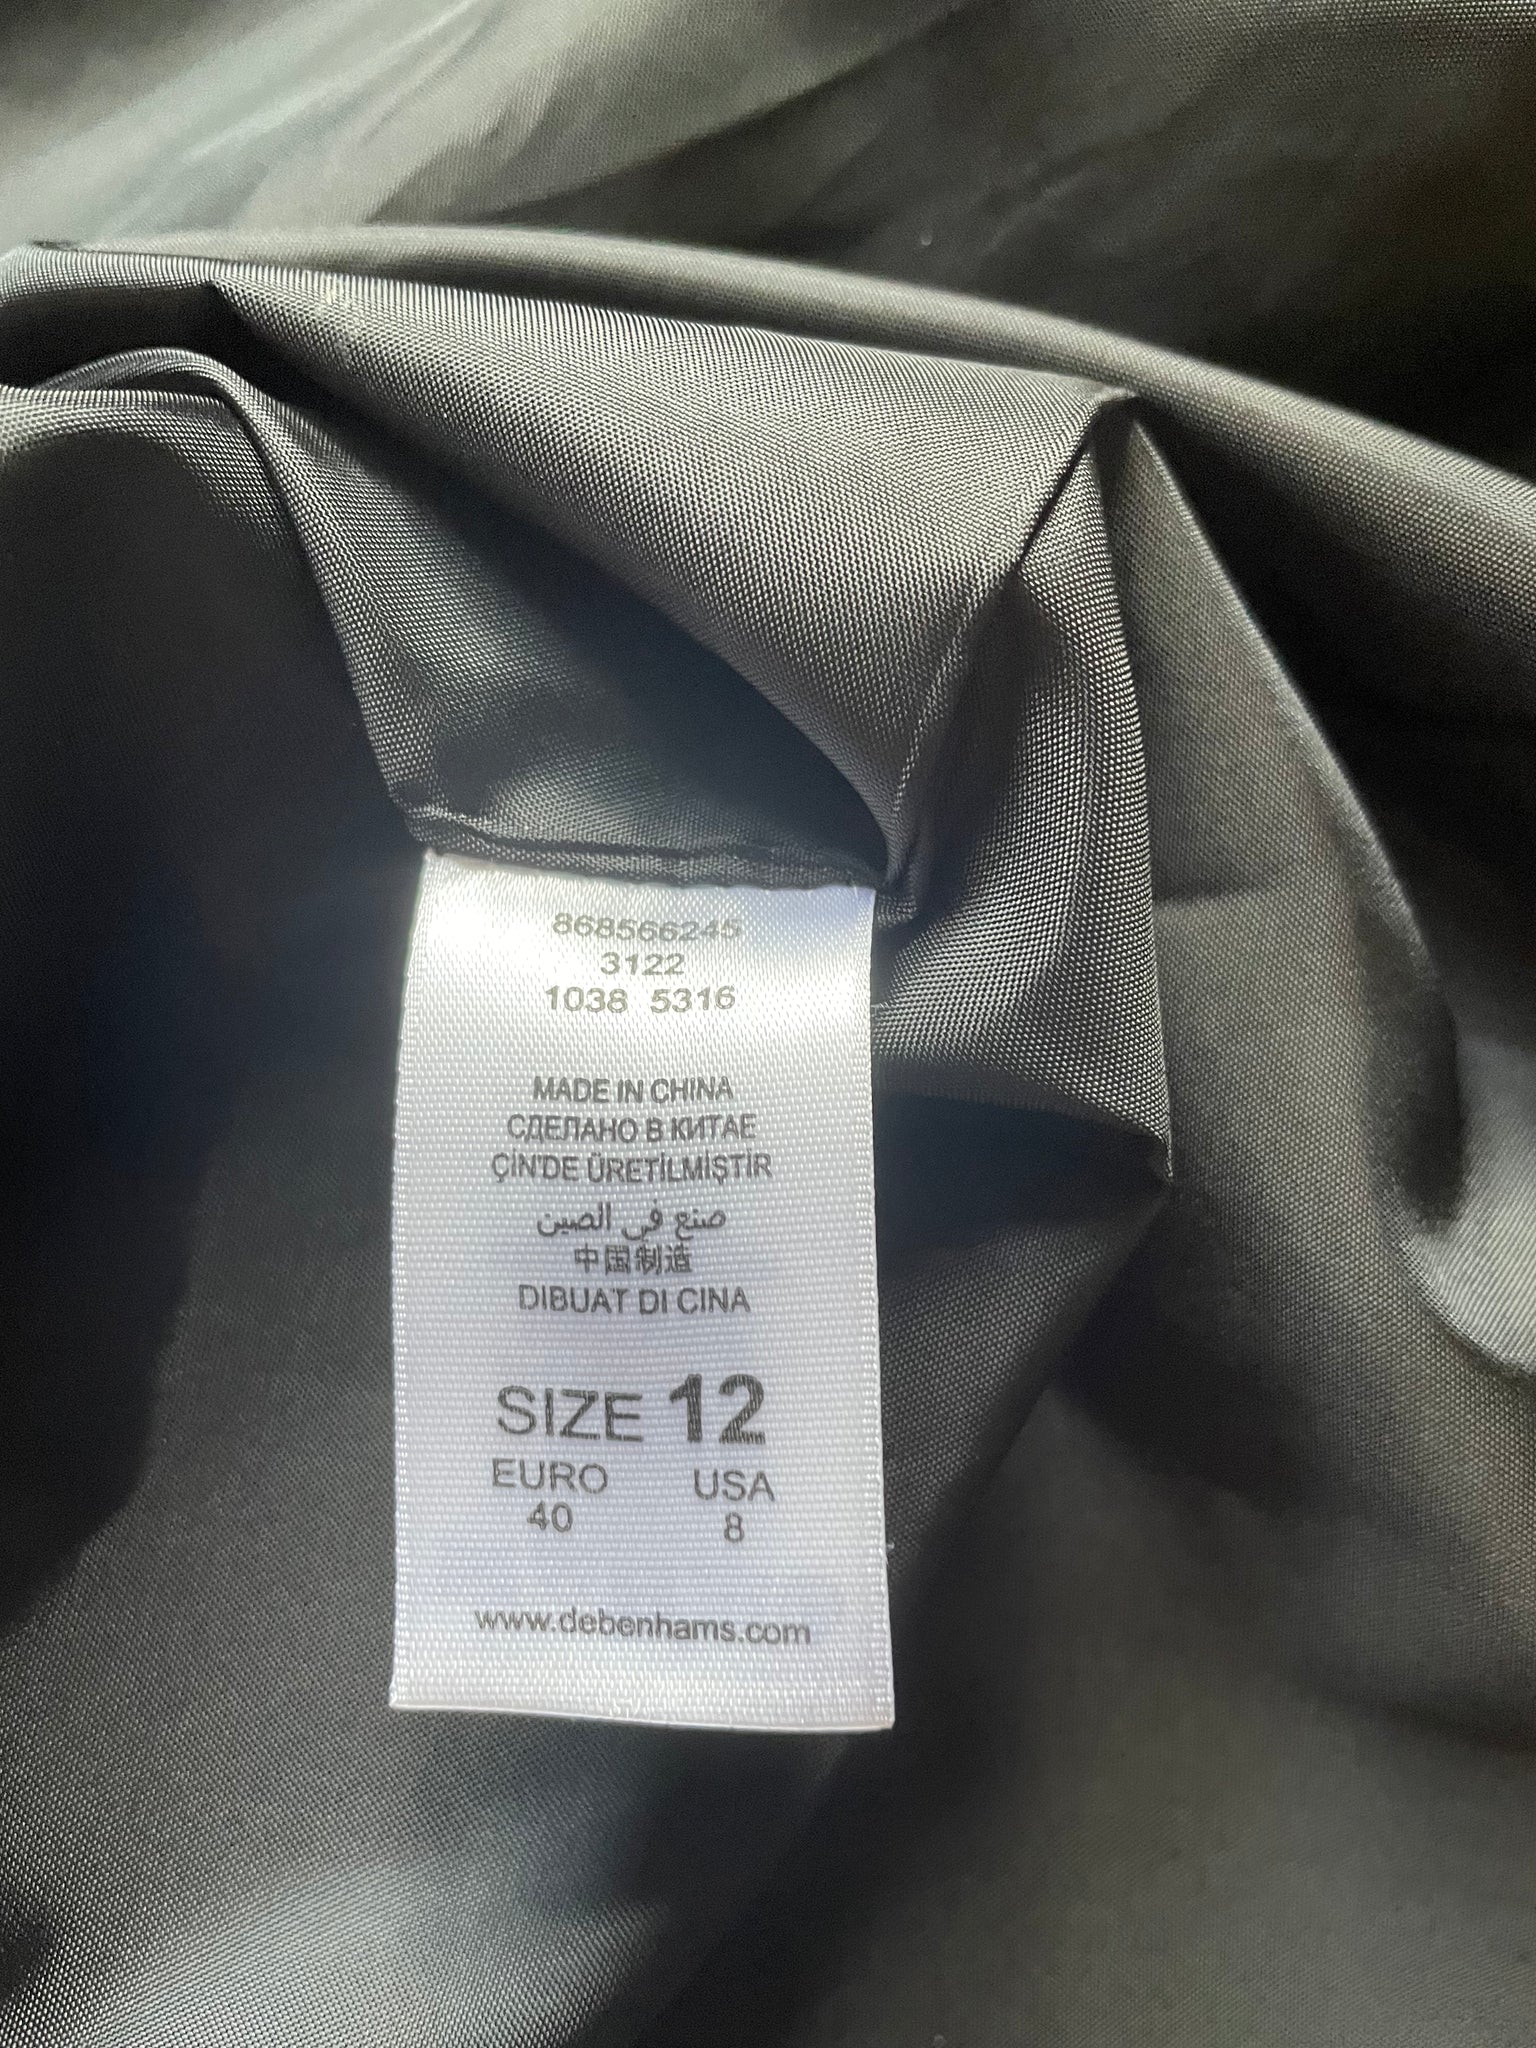 868566245
3122
1038 5316
MADE IN CHINA
СДЕЛАНО В КИТАЕ
ÇİN'DE ÜRETİLMİŞTİR
صنع في الصين
中国制造
DIBUAT DI CINA
SIZE 12
EURO USA
40 8
www.debenhams.com